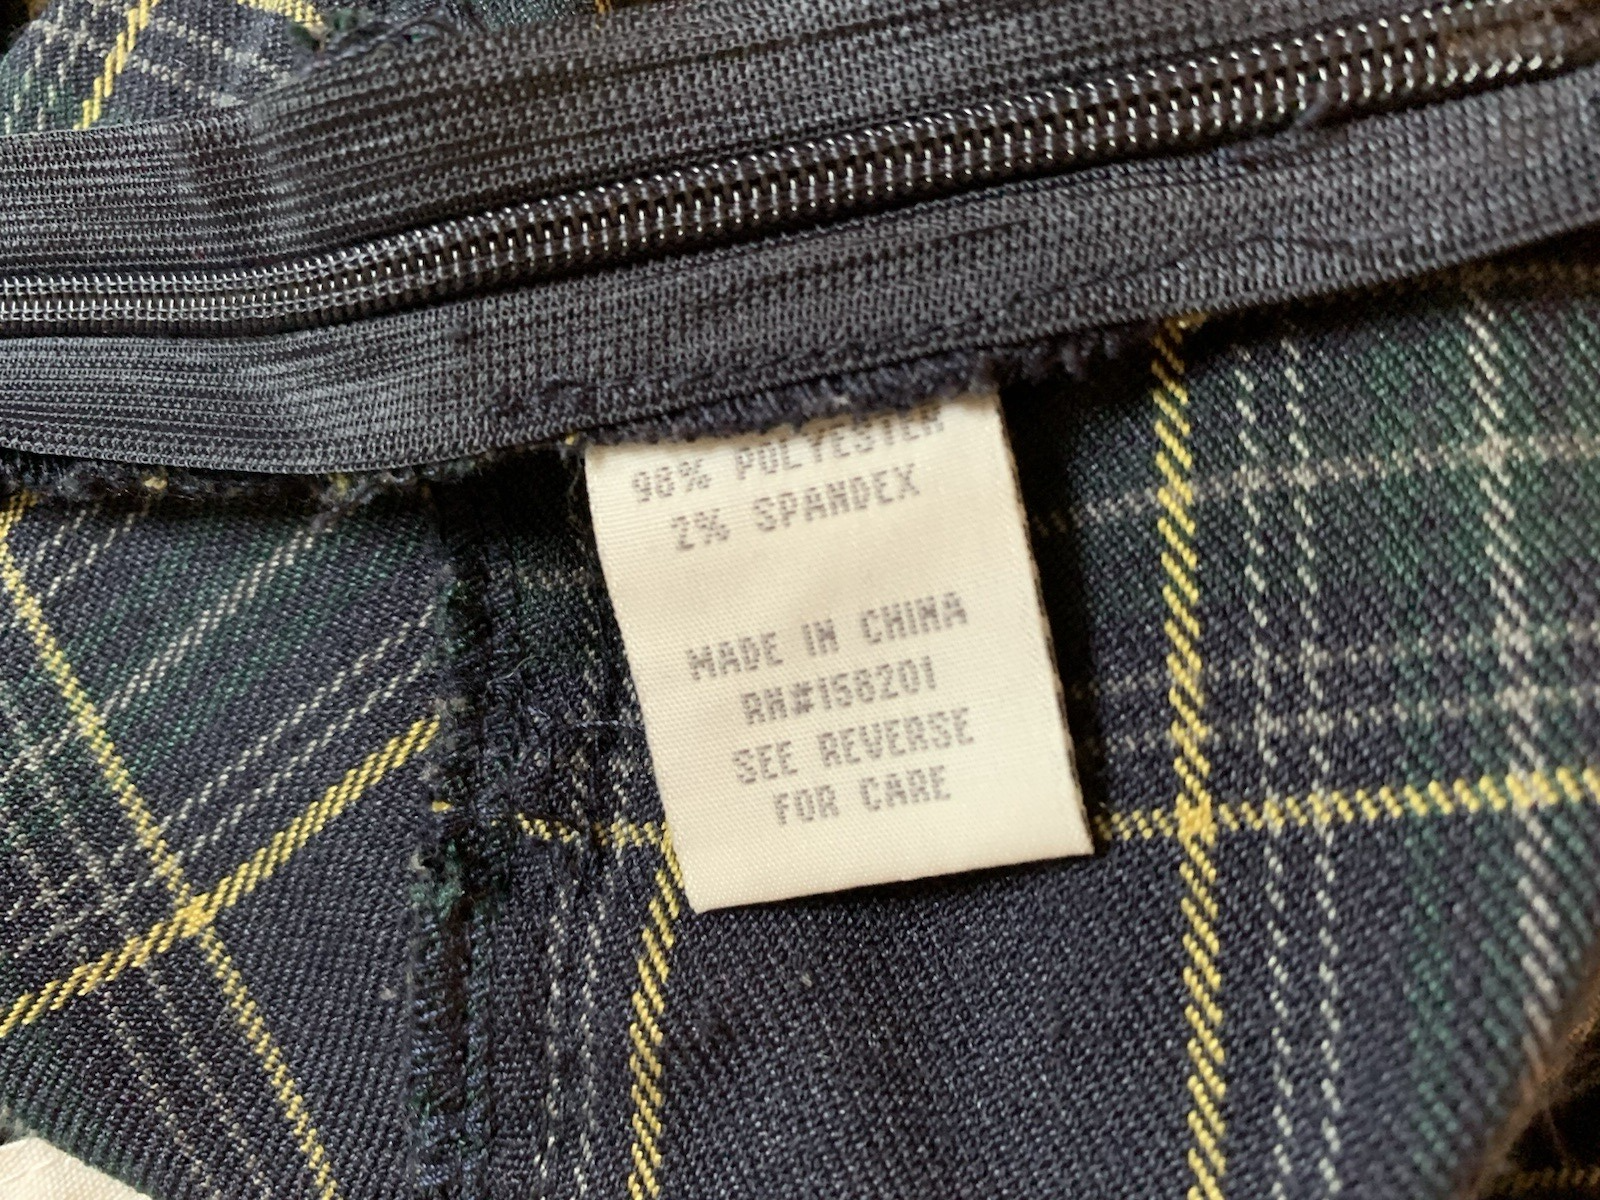 98% POLYESTER
2% SPANDEX
MADE IN CHINA
RN#158201
SEE REVERSE
FOR CARE